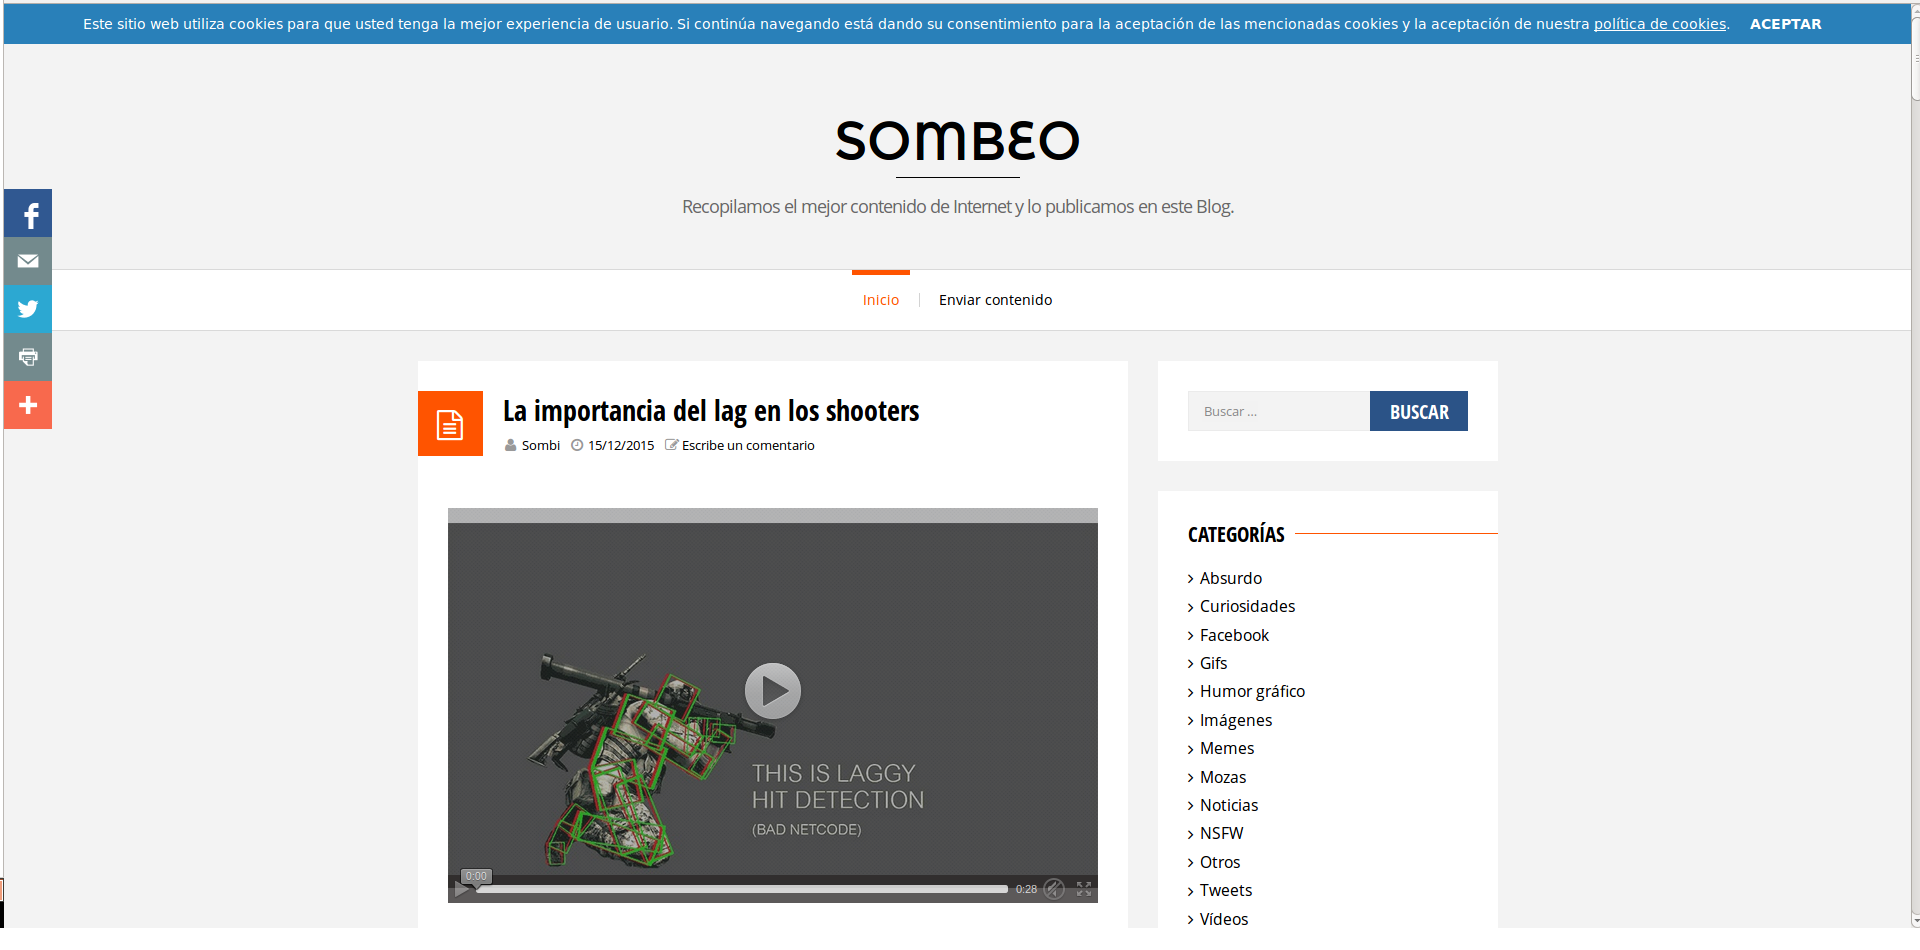 Este sitio web utiliza cookies para que usted tenga la mejor experiencia de usuario. Si continúa navegando está dando su consentimiento para la aceptación de las mencionadas cookies y la aceptación de nuestra política de cookies. ACEPTAR
SOMBEO
Recopilamos el mejor contenido de Internet y lo publicamos en este Blog.
Inicio
Enviar contenido
La importancia del lag en los shooters
Sombi 15/12/2015 Escribe un comentario
THIS IS LAGGY
HIT DETECTION
(BAD NETCODE)
0:00
0:28
Buscar ...
BUSCAR
CATEGORÍAS
Absurdo
Curiosidades
Facebook
Gifs
Humor gráfico
Imágenes
Memes
Mozas
Noticias
NSFW
Otros
Tweets
Vídeos